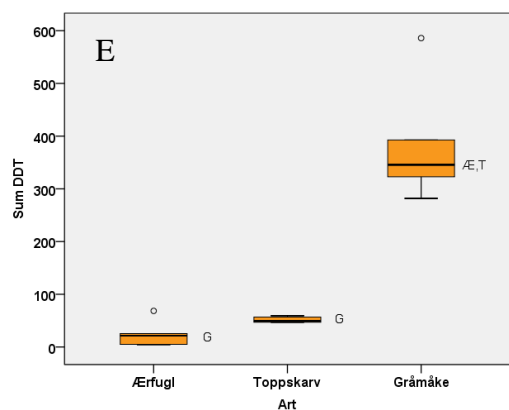 E
600
500
400
300
200
100
0
Sum DDT
G
G
Æ,T
Ærfugl Toppskarv Gråmåke
Art